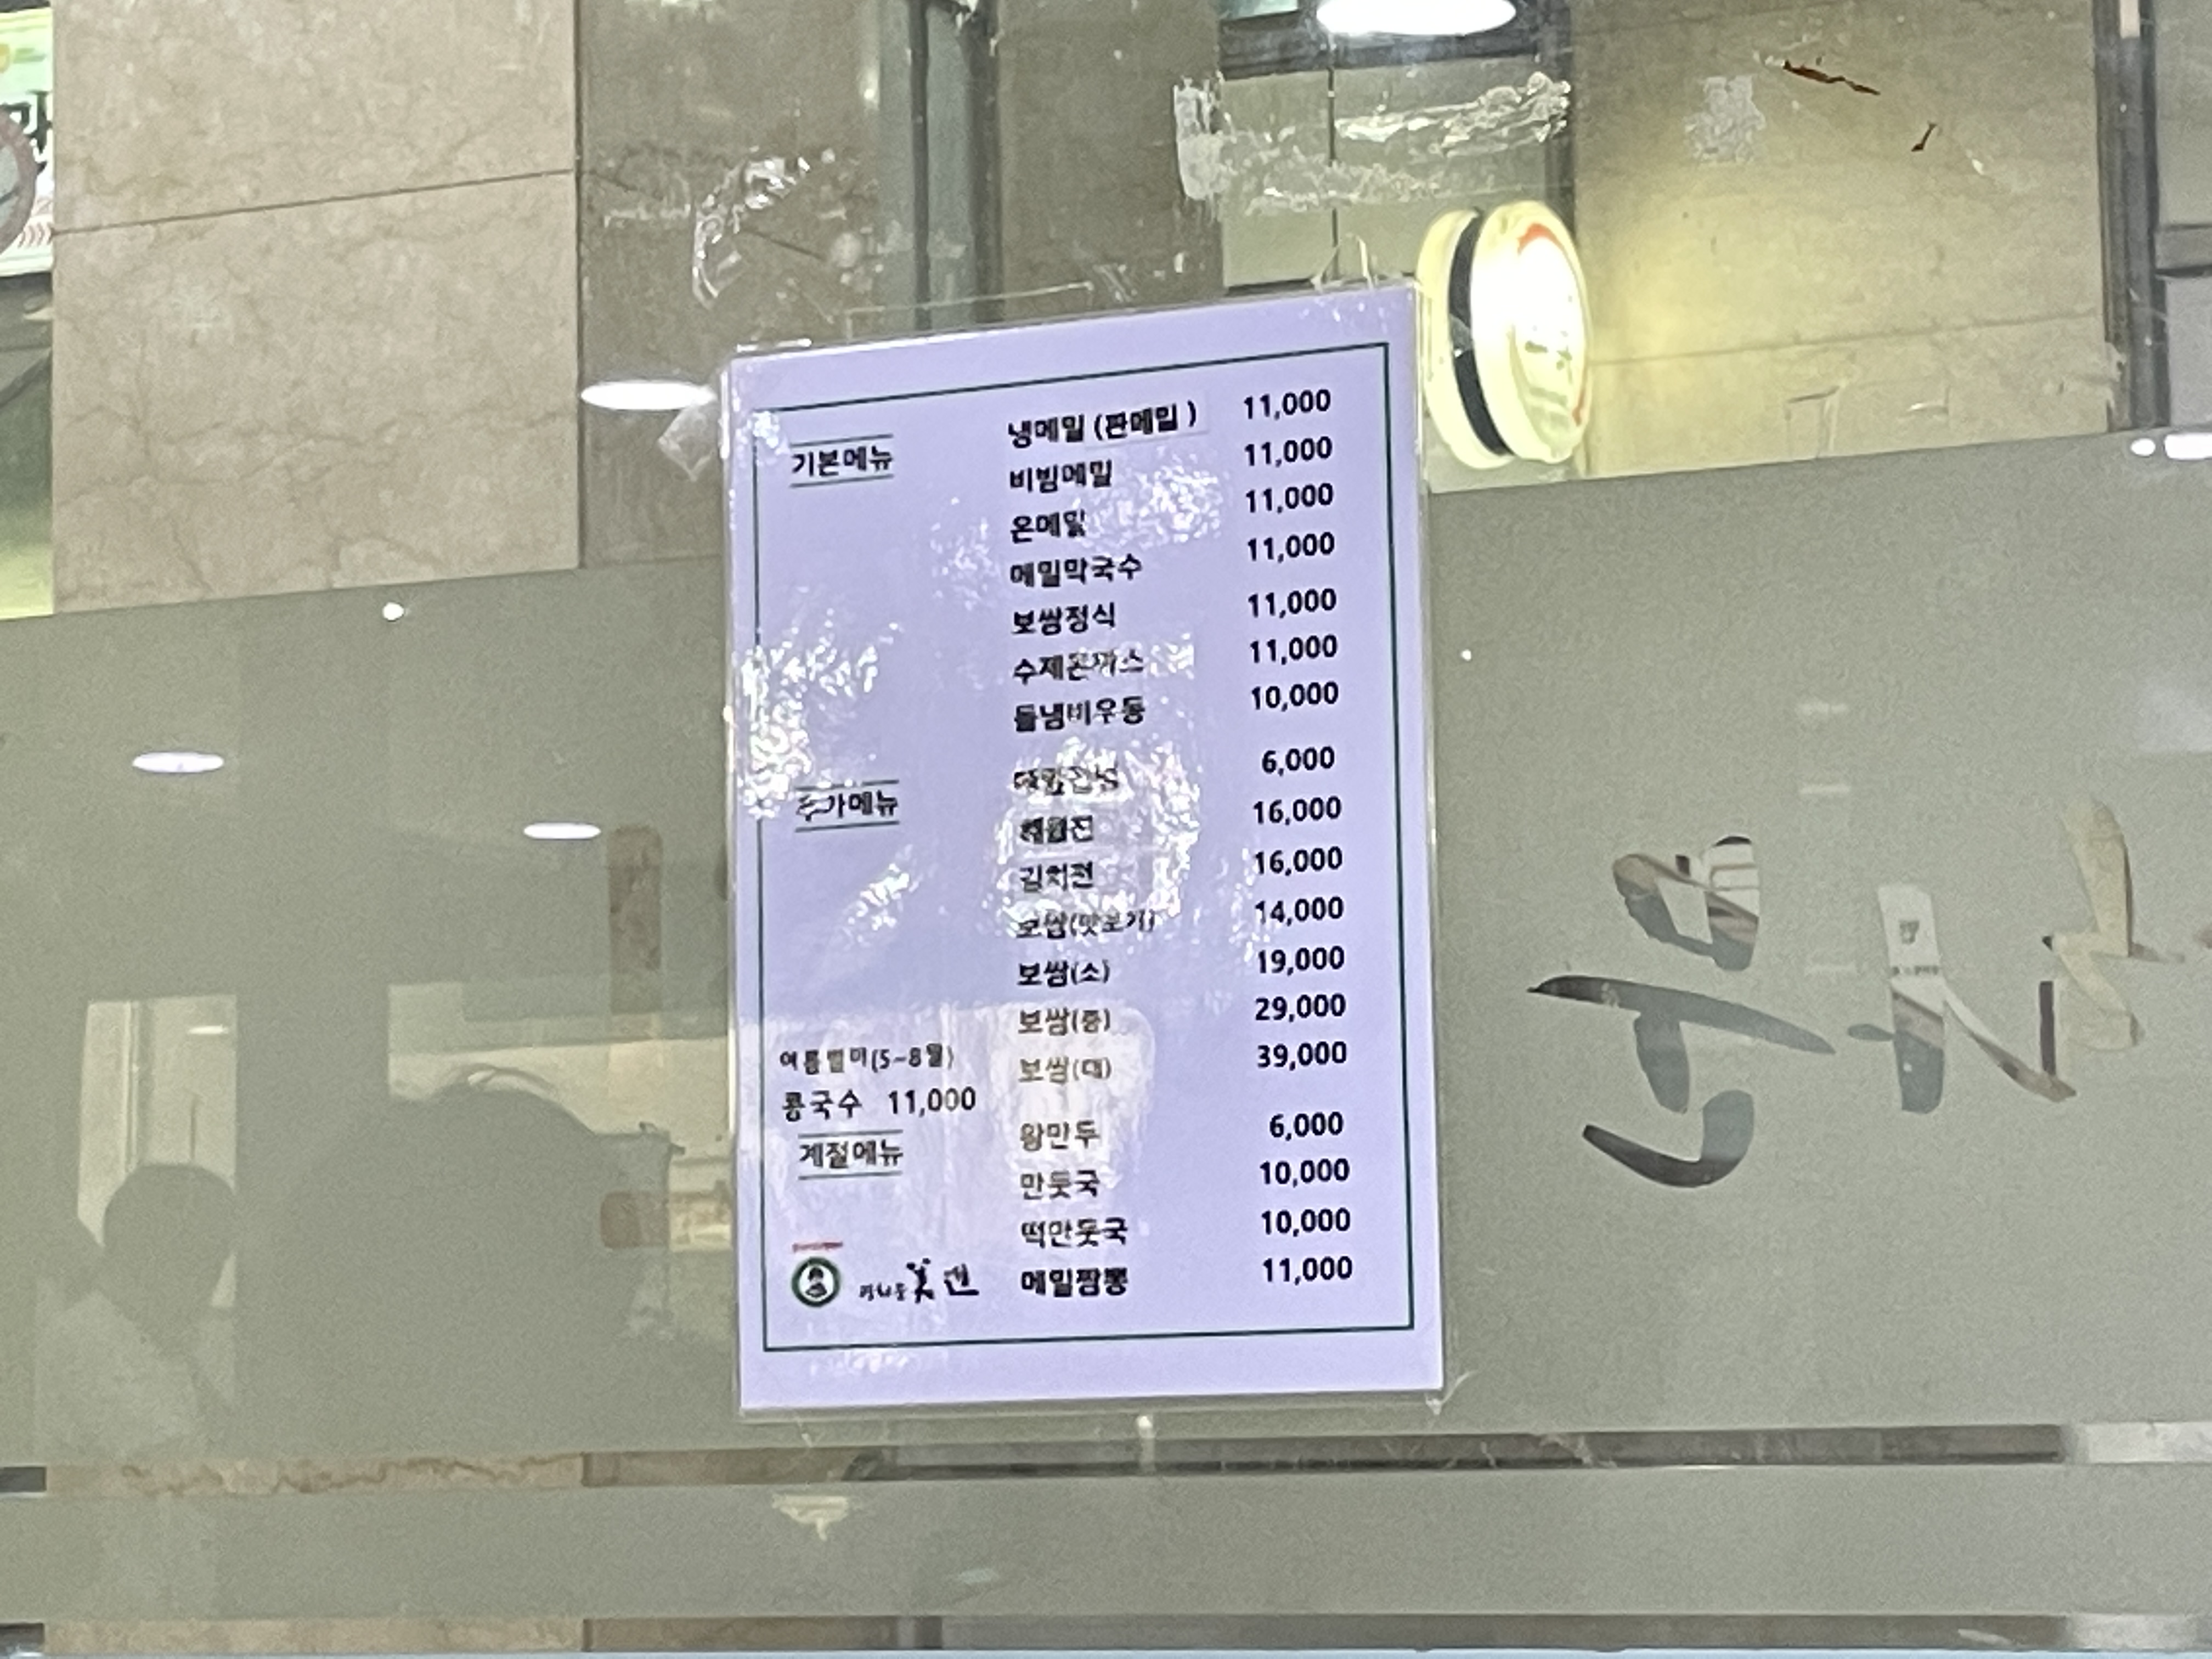 기본메뉴
냉메밀 (판메밀) 11,000
비빔메밀 11,000
온메밀 11,000
메밀막국수 11,000
보쌈정식 11,000
수제돈까스 11,000
돌냄비우동 10,000
추가메뉴
6,000
해물전 16,000
김치전 16,000
보쌈(맛보기) 14,000
보쌈(소) 19,000
보쌈(중) 29,000
보쌈(대) 39,000
여름별미(5~8월)
콩국수 11,000
계절메뉴
왕만두 6,000
만둣국 10,000
떡만둣국 10,000
메밀짬뽕 11,000